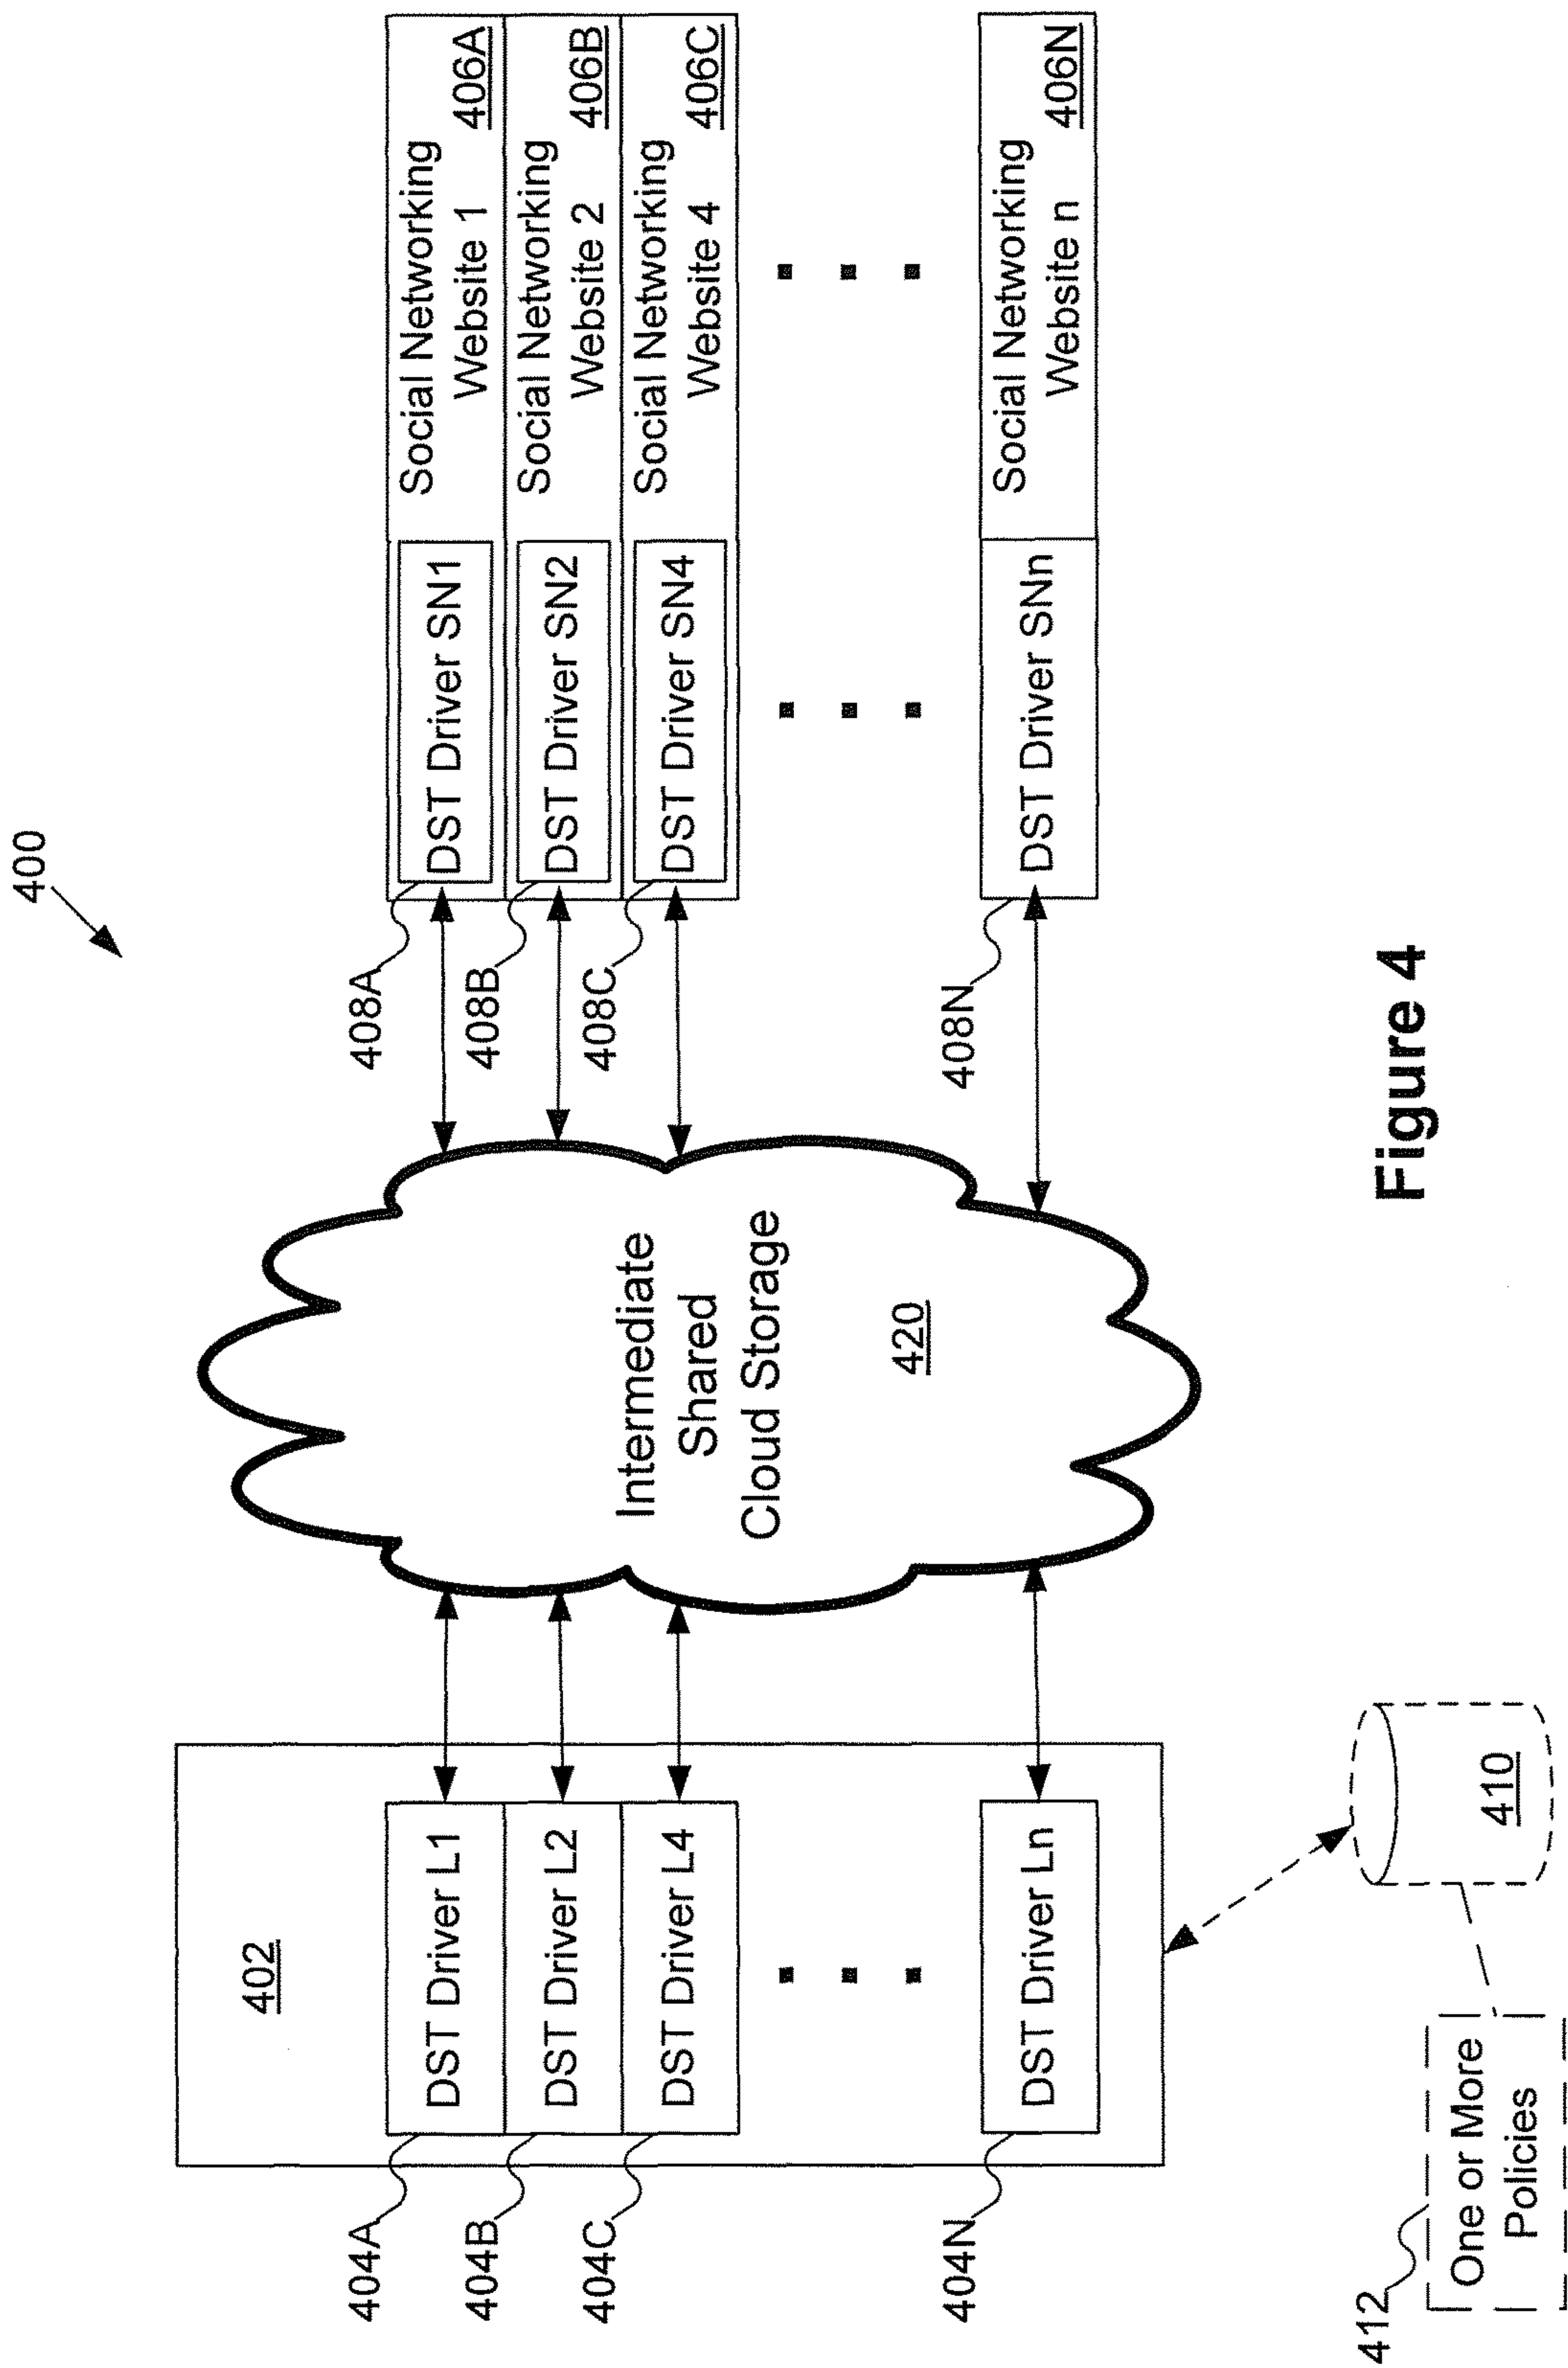 400
402
404A
DST Driver L1
404B
DST Driver L2
404C
DST Driver L4
404N
DST Driver Ln
Intermediate
Shared
Cloud Storage
420
408A
DST Driver SN1
Social Networking
Website 1
406A
408B
DST Driver SN2
Social Networking
Website 2
406B
408C
DST Driver SN4
Social Networking
Website 4
406C
408N
DST Driver SNn
Social Networking
Website n
406N
412
One or More
Policies
410
Figure 4